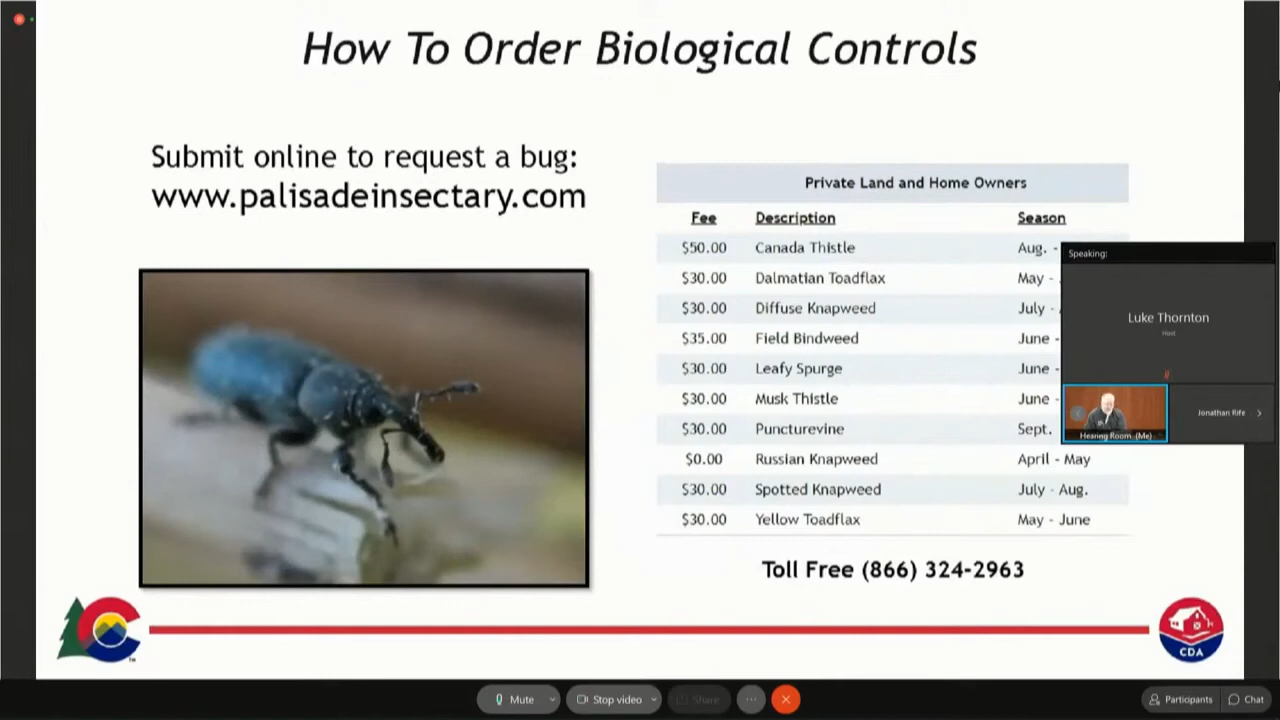 How To Order Biological Controls
Submit online to request a bug:
www.palisadeinsectary.com
Private Land and Home Owners
Fee Description Season
$50.00 Canada Thistle Aug. -
$30.00 Dalmatian Toadflax May -
$30.00 Diffuse Knapweed July -
$35.00 Field Bindweed June -
$30.00 Leafy Spurge June -
$30.00 Musk Thistle June -
$30.00 Puncturevine Sept.
$0.00 Russian Knapweed April - May
$30.00 Spotted Knapweed July - Aug.
$30.00 Yellow Toadflax May - June
Toll Free (866) 324-2963
Speaking:
Luke Thornton
Host
Hearing Room (Me)
Jonathan Rife
CDA
Mute
Stop video
Share
Participants
Chat